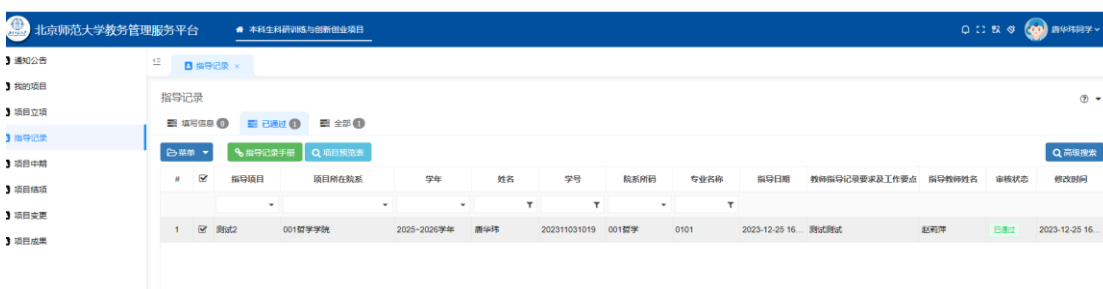 北京师范大学教务管理服务平台
本科生科研训练与创新创业项目
唐华玮同学
通知公告
我的项目
项目立项
指导记录
项目中期
项目结项
项目变更
项目成果
指导记录 ×
指导记录
填写信息 0 已通过 1 全部 1
菜单 指导记录手册 项目预览表 高级搜索
# 指导项目 项目所在院系 学年 姓名 学号 院系所码 专业名称 指导日期 教师指导记录要求及工作要点 指导教师姓名 审核状态 修改时间
1 测试2 001哲学学院 2025~2026学年 唐华玮 202311031019 001哲学 0101 2023-12-25 16... 测试测试 赵莉萍 已通过 2023-12-25 16...